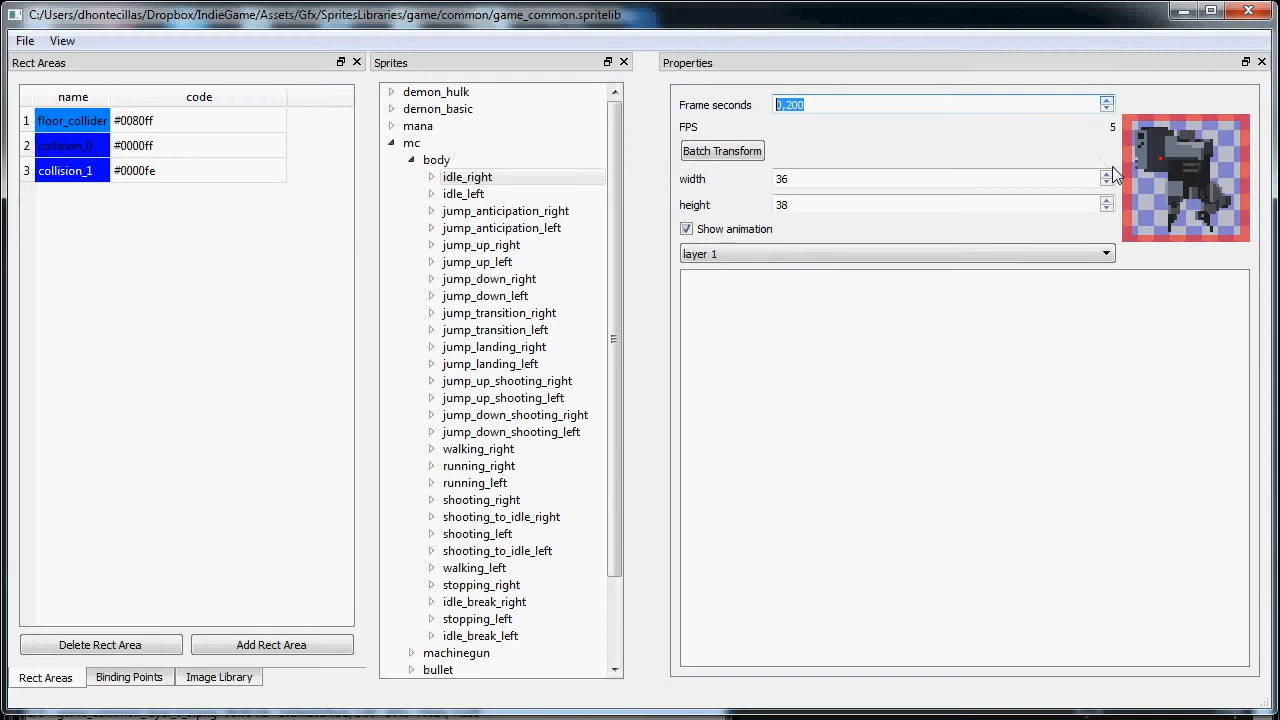 C:/Users/dhontecillas/Dropbox/IndieGame/Assets/Gfx/SpritesLibraries/game/common/game_common.spritelib
File View
Rect Areas
name code
1 floor_collider #0080ff
2 collision_0 #0000ff
3 collision_1 #0000fe
Delete Rect Area Add Rect Area
Rect Areas Binding Points Image Library
Sprites
demon_hulk
demon_basic
mana
mc
body
idle_right
idle_left
jump_anticipation_right
jump_anticipation_left
jump_up_right
jump_up_left
jump_down_right
jump_down_left
jump_transition_right
jump_transition_left
jump_landing_right
jump_landing_left
jump_up_shooting_right
jump_up_shooting_left
jump_down_shooting_right
jump_down_shooting_left
walking_right
running_right
running_left
shooting_right
shooting_to_idle_right
shooting_left
shooting_to_idle_left
walking_left
stopping_right
idle_break_right
stopping_left
idle_break_left
machinegun
bullet
Properties
Frame seconds 0,200
FPS 5
Batch Transform
width 36
height 38
Show animation
layer 1